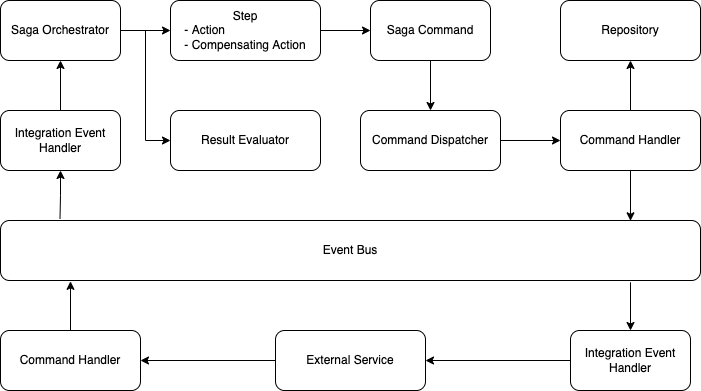 Saga Orchestrator
Step
- Action
- Compensating Action
Saga Command
Repository
Integration Event
Handler
Result Evaluator
Command Dispatcher
Command Handler
Event Bus
Command Handler
External Service
Integration Event
Handler